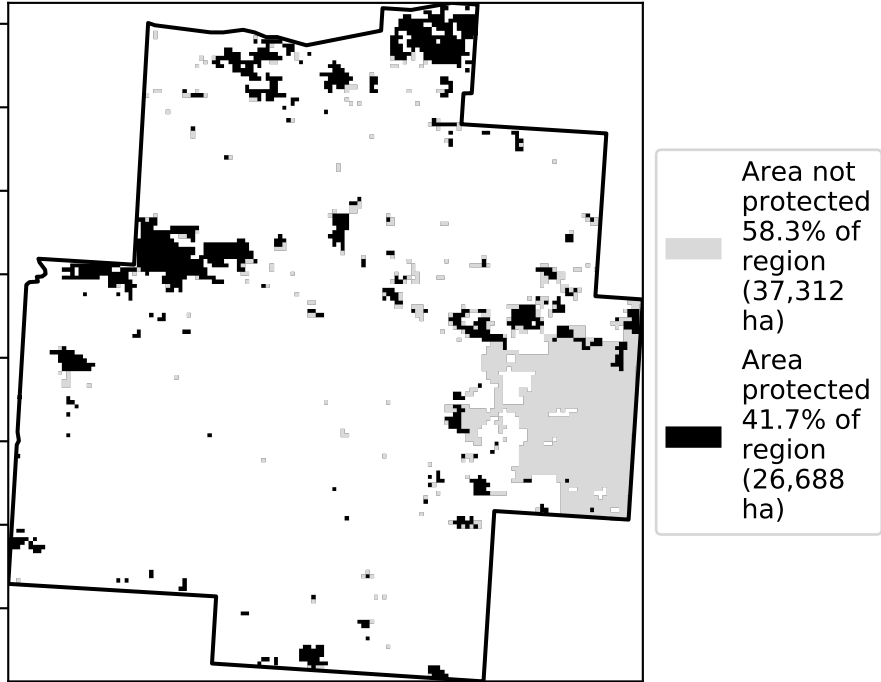 Area not
protected
58.3% of
region
(37,312
ha)
Area
protected
41.7% of
region
(26,688
ha)